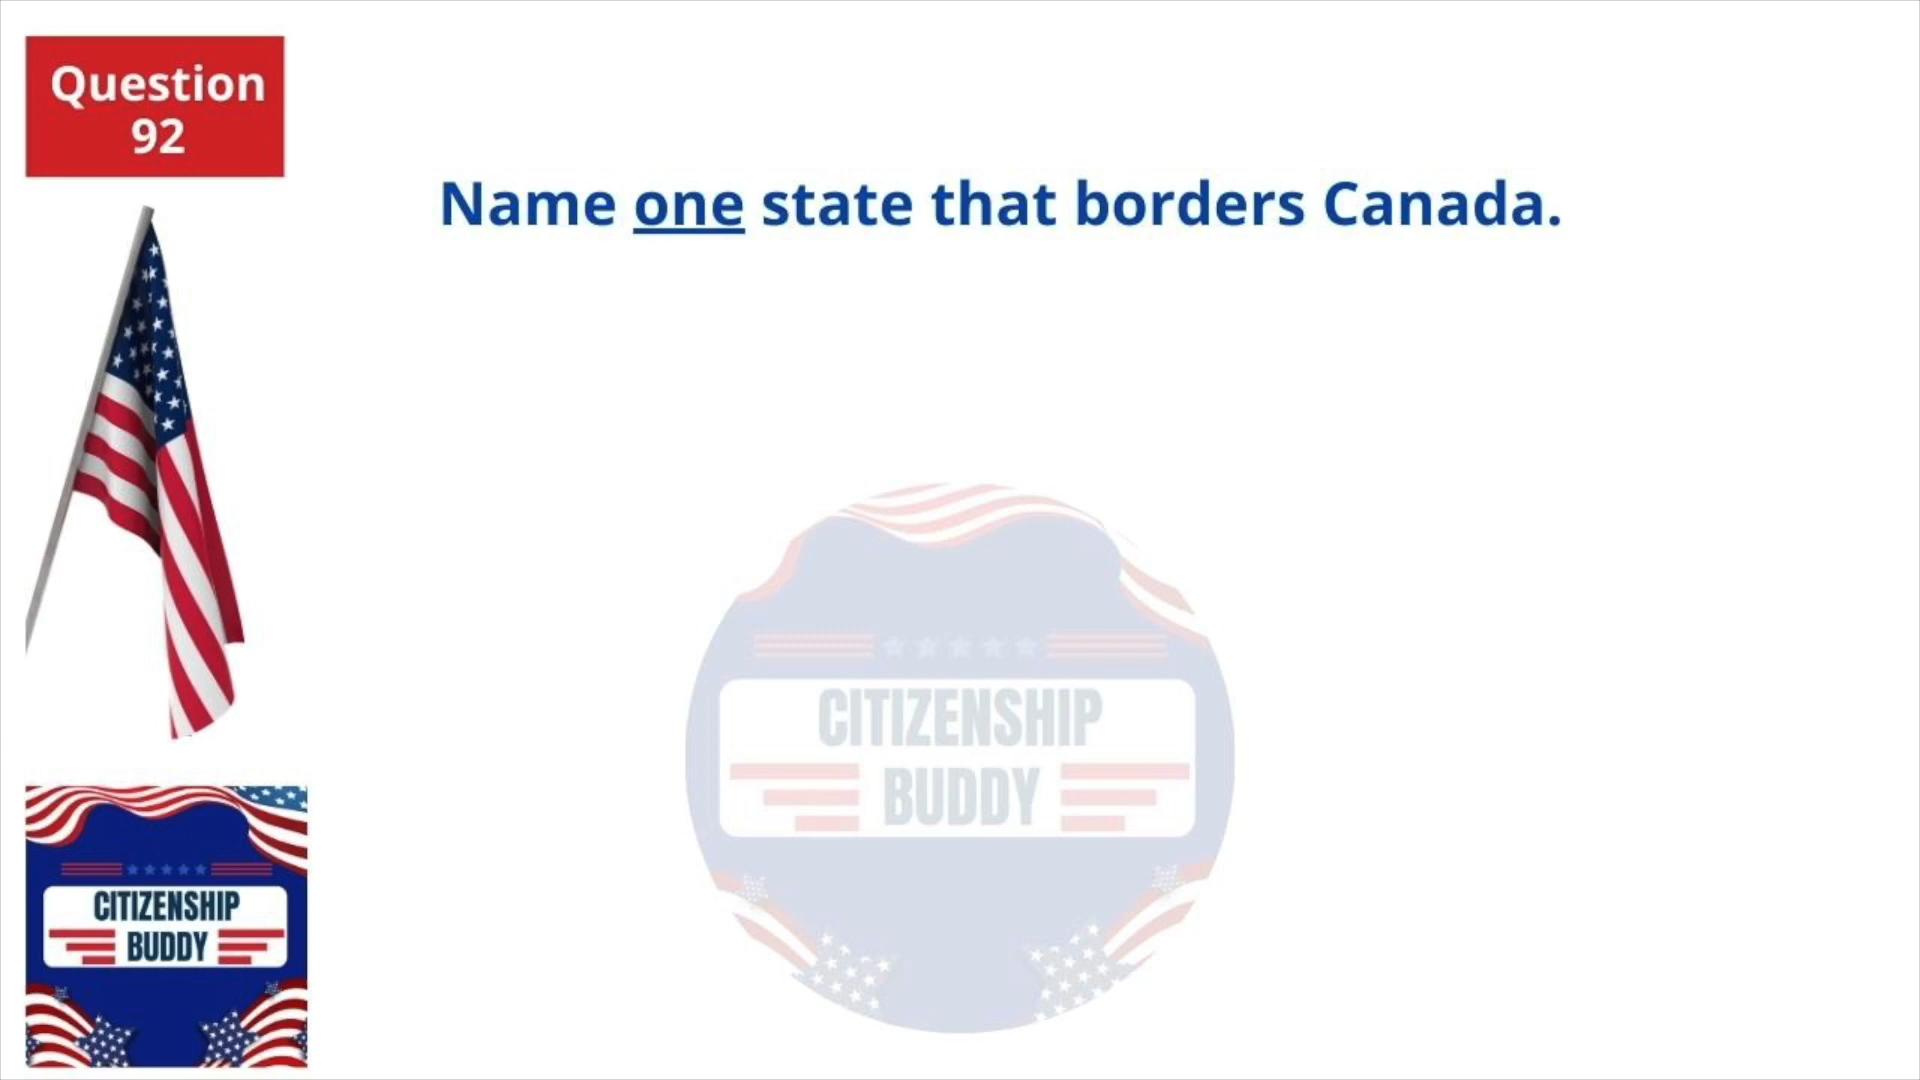 Question
92
Name one state that borders Canada.
CITIZENSHIP
BUDDY
CITIZENSHIP
BUDDY